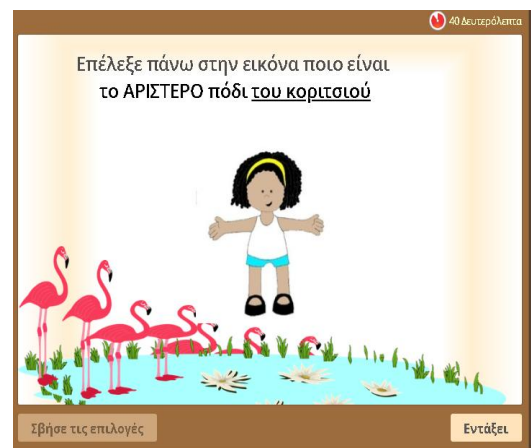 40 Δευτερόλεπτα
Επέλεξε πάνω στην εικόνα ποιο είναι
το ΑΡΙΣΤΕΡΟ πόδι του κοριτσιού
Σβήσε τις επιλογές
Εντάξει